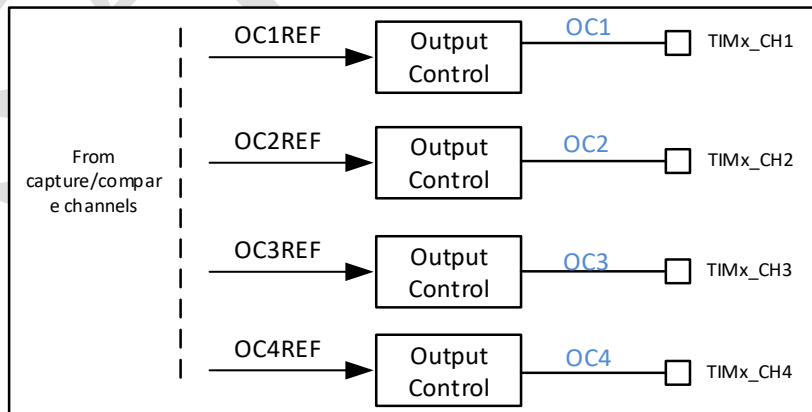 OC1REF
Output
Control
OC1
TIMx_CH1
OC2REF
Output
Control
OC2
TIMx_CH2
From
capture/compar
e channels
OC3REF
Output
Control
OC3
TIMx_CH3
OC4REF
Output
Control
OC4
TIMx_CH4